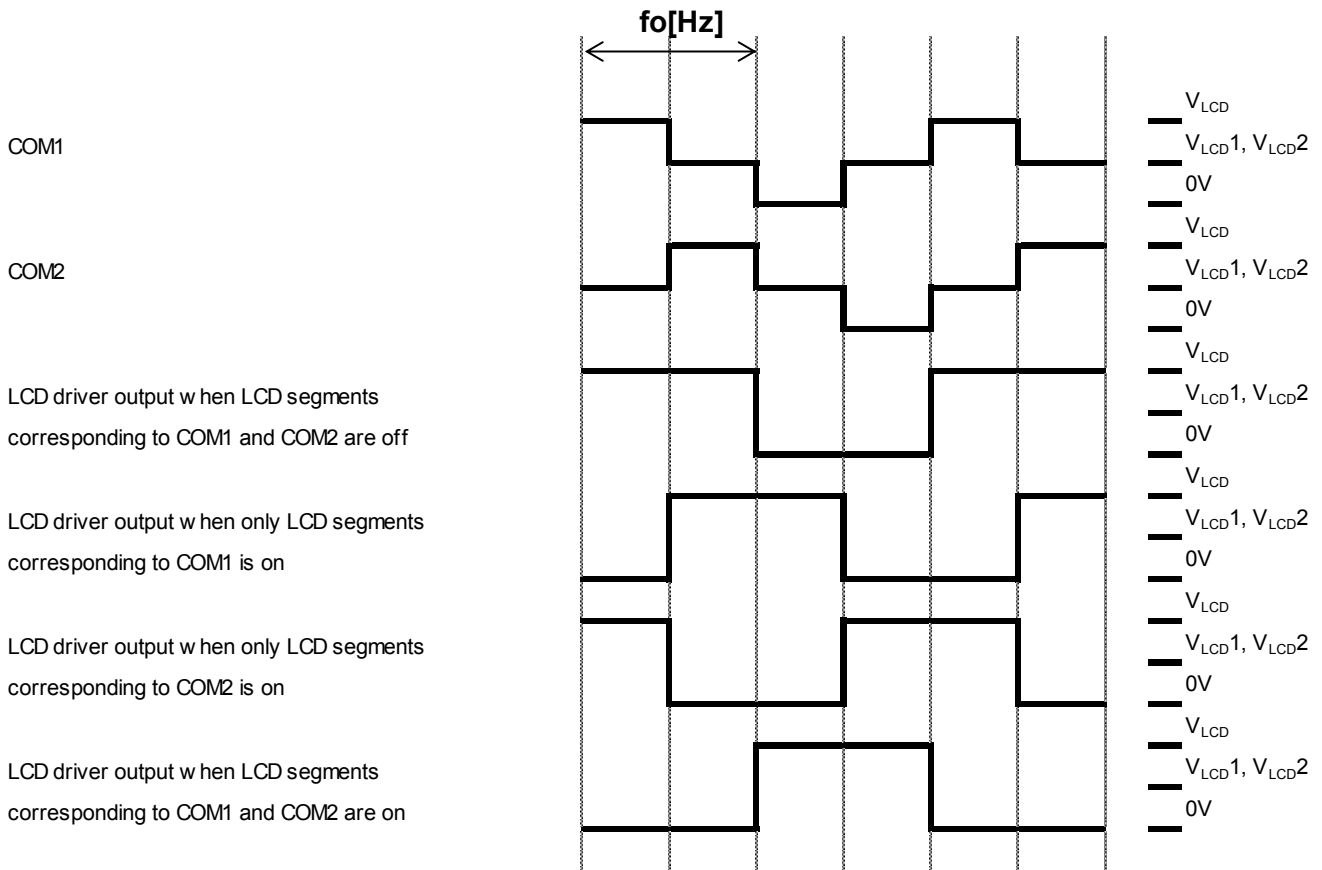 fo[Hz]
COM1
VLCD
VLCD1, VLCD2
0V
COM2
VLCD
VLCD1, VLCD2
0V
LCD driver output w hen LCD segments
corresponding to COM1 and COM2 are off
VLCD
VLCD1, VLCD2
0V
LCD driver output w hen only LCD segments
corresponding to COM1 is on
VLCD
VLCD1, VLCD2
0V
LCD driver output w hen only LCD segments
corresponding to COM2 is on
VLCD
VLCD1, VLCD2
0V
LCD driver output w hen LCD segments
corresponding to COM1 and COM2 are on
VLCD
VLCD1, VLCD2
0V